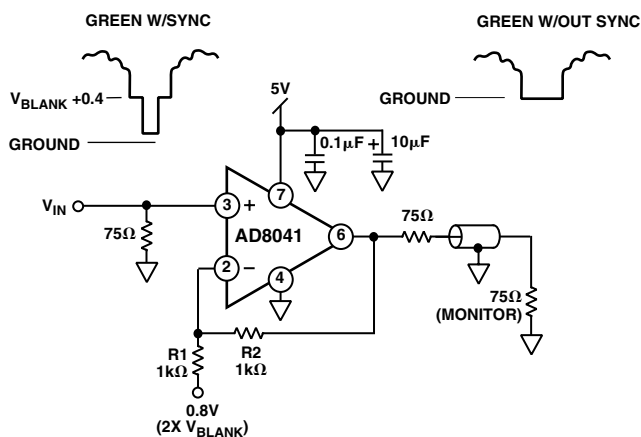 GREEN W/SYNC
GREEN W/OUT SYNC
V_BLANK +0.4
GROUND
GROUND
5V
0.1μF
+
10μF
V_IN
75Ω
3
+
7
AD8041
6
2
−
4
75Ω
75Ω
(MONITOR)
R1
1kΩ
R2
1kΩ
0.8V
(2X V_BLANK)